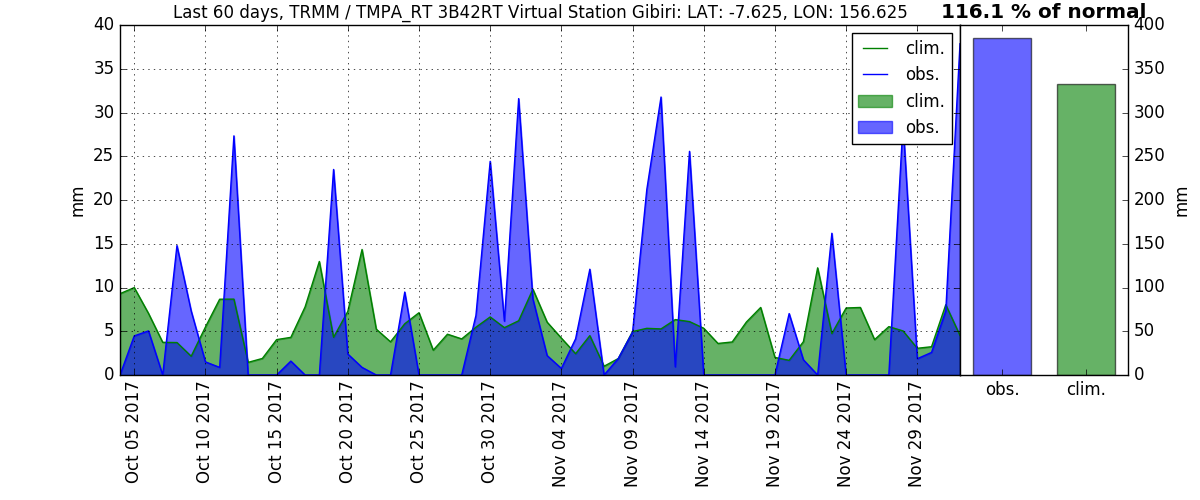 Last 60 days, TRMM / TMPA_RT 3B42RT Virtual Station Gibiri: LAT: -7.625, LON: 156.625
116.1 % of normal
40
35
30
25
20
15
10
5
0
mm
clim.
obs.
clim.
obs.
400
350
300
250
200
150
100
50
0
mm
obs.
clim.
Oct 05 2017
Oct 10 2017
Oct 15 2017
Oct 20 2017
Oct 25 2017
Oct 30 2017
Nov 04 2017
Nov 09 2017
Nov 14 2017
Nov 19 2017
Nov 24 2017
Nov 29 2017